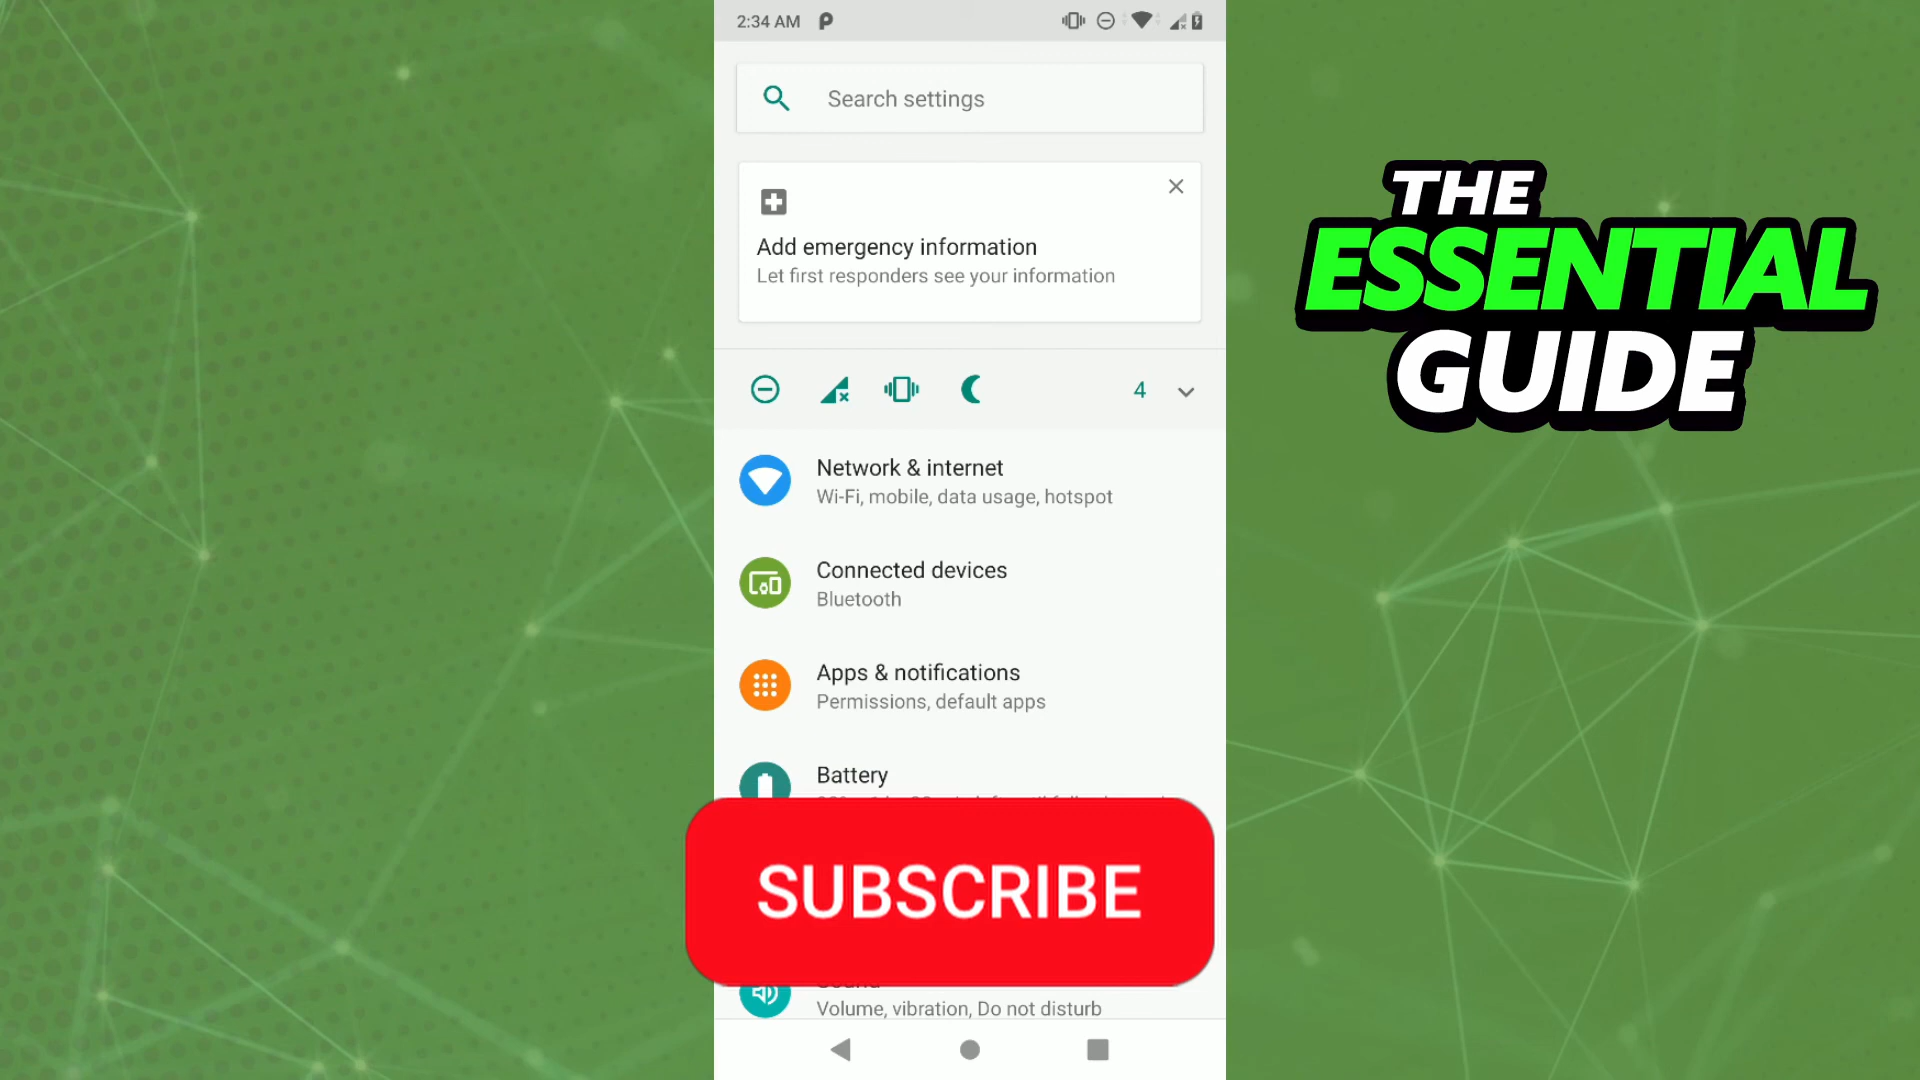 2:34 AM
Search settings
Add emergency information
Let first responders see your information
4
Network & internet
Wi-Fi, mobile, data usage, hotspot
Connected devices
Bluetooth
Apps & notifications
Permissions, default apps
Battery
SUBSCRIBE
Volume, vibration, Do not disturb
THE
ESSENTIAL
GUIDE